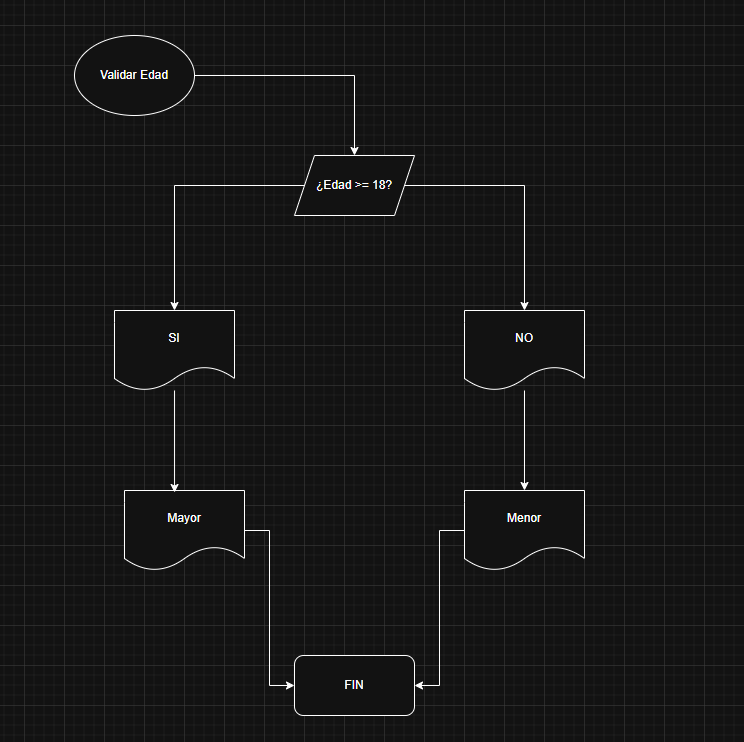 Validar Edad
¿Edad >= 18?
SI
NO
Mayor
Menor
FIN